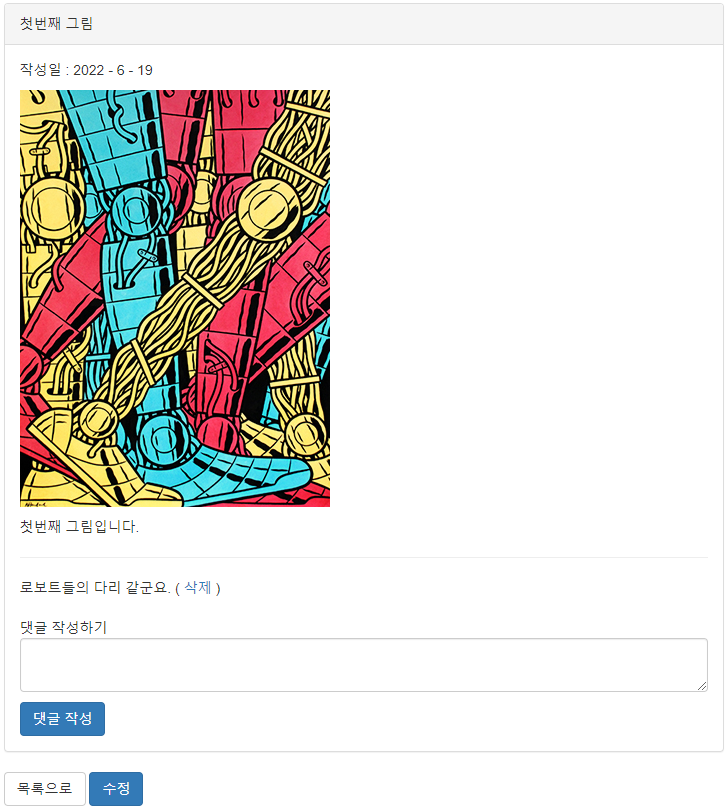 첫번째 그림
작성일 : 2022 - 6 - 19
첫번째 그림입니다.
로보트들의 다리 같군요. ( 삭제 )
댓글 작성하기
댓글 작성
목록으로 수정